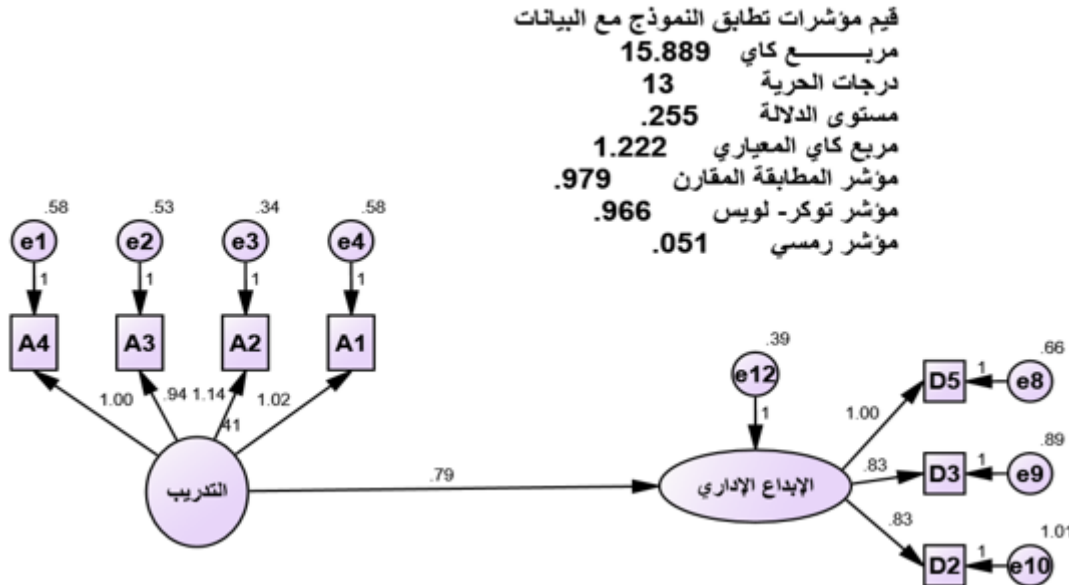 قيم مؤشرات تطابق النموذج مع البيانات
مربـــــــع كاي 15.889
درجات الحرية 13
مستوى الدلالة .255
مربع كاي المعياري 1.222
مؤشر المطابقة المقارن .979
مؤشر توكر- لويس .966
مؤشر رمسي .051
.58 .53 .34 .58
e1 e2 e3 e4
1 1 1 1
A4 A3 A2 A1
1.00 .94 1.14 1.02
.41
التدريب
.79
.39
e12
1
الإبداع الإداري
1.00 .83 .83
.66
D5 1 e8
.89
D3 1 e9
1.01
D2 1 e10